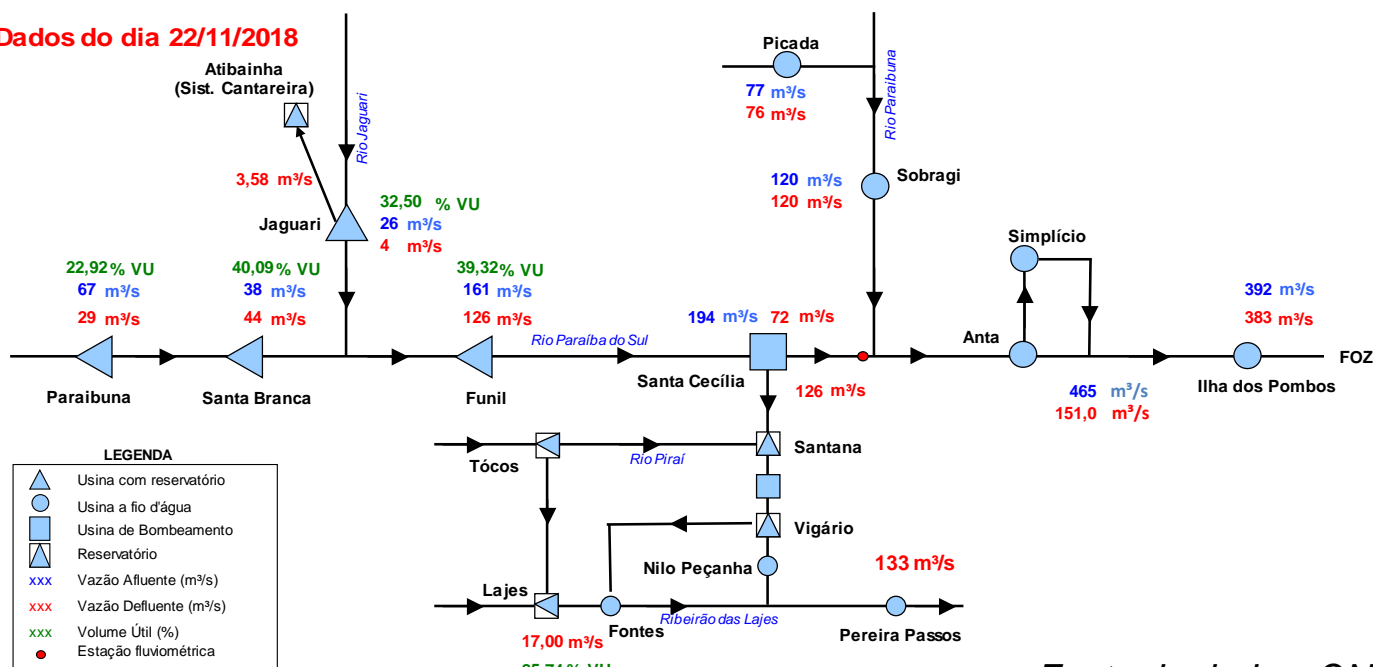 Dados do dia 22/11/2018
Atibainha
(Sist. Cantareira)
Rio Jaguari
3,58 m³/s
Jaguari
32,50 % VU
26 m³/s
4 m³/s
Picada
77 m³/s
76 m³/s
Rio Paraibuna
120 m³/s
120 m³/s
Sobragi
Simplício
22,92% VU
67 m³/s
29 m³/s
Paraibuna
40,09% VU
38 m³/s
44 m³/s
Santa Branca
39,32% VU
161 m³/s
126 m³/s
Funil
Rio Paraíba do Sul
194 m³/s 72 m³/s
Santa Cecília
126 m³/s
Anta
465 m³/s
151,0 m³/s
392 m³/s
383 m³/s
Ilha dos Pombos
FOZ
Tócos
Rio Piraí
Santana
Vigário
Nilo Peçanha
133 m³/s
Lajes
17,00 m³/s
Fontes
Ribeirão das Lajes
Pereira Passos
LEGENDA
Usina com reservatório
Usina a fio d'água
Usina de Bombeamento
Reservatório
xxx Vazão Afluente (m³/s)
xxx Vazão Defluente (m³/s)
xxx Volume Útil (%)
Estação fluviométrica